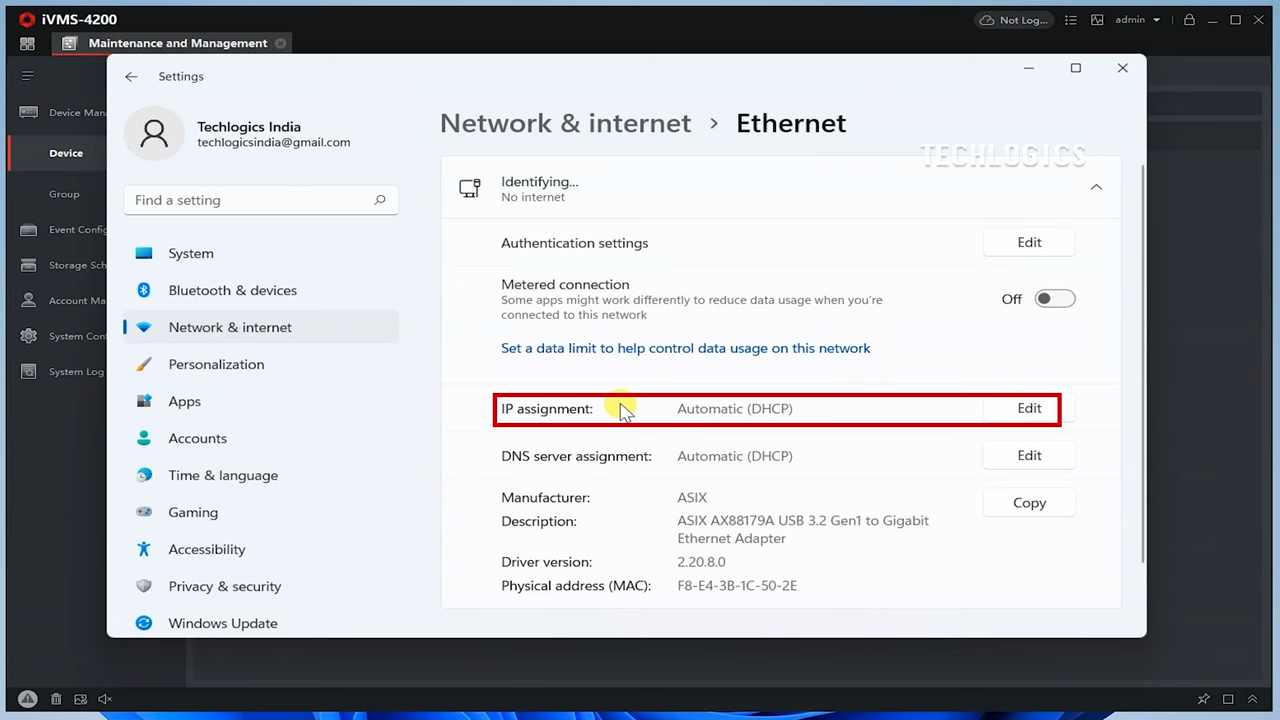 iVMS-4200
Not Log...
admin
Maintenance and Management
Device Man
Device
Group
Event Config
Storage Sch
Account Ma
System Conf
System Log
Settings
Techlogics India
techlogicsindia@gmail.com
Find a setting
System
Bluetooth & devices
Network & internet
Personalization
Apps
Accounts
Time & language
Gaming
Accessibility
Privacy & security
Windows Update
Network & internet > Ethernet
TECHLOGICS
Identifying...
No internet
Authentication settings Edit
Metered connection
Some apps might work differently to reduce data usage when you're
connected to this network
Off
Set a data limit to help control data usage on this network
IP assignment: Automatic (DHCP) Edit
DNS server assignment: Automatic (DHCP) Edit
Manufacturer: ASIX
Copy
Description: ASIX AX88179A USB 3.2 Gen1 to Gigabit
Ethernet Adapter
Driver version: 2.20.8.0
Physical address (MAC): F8-E4-3B-1C-50-2E